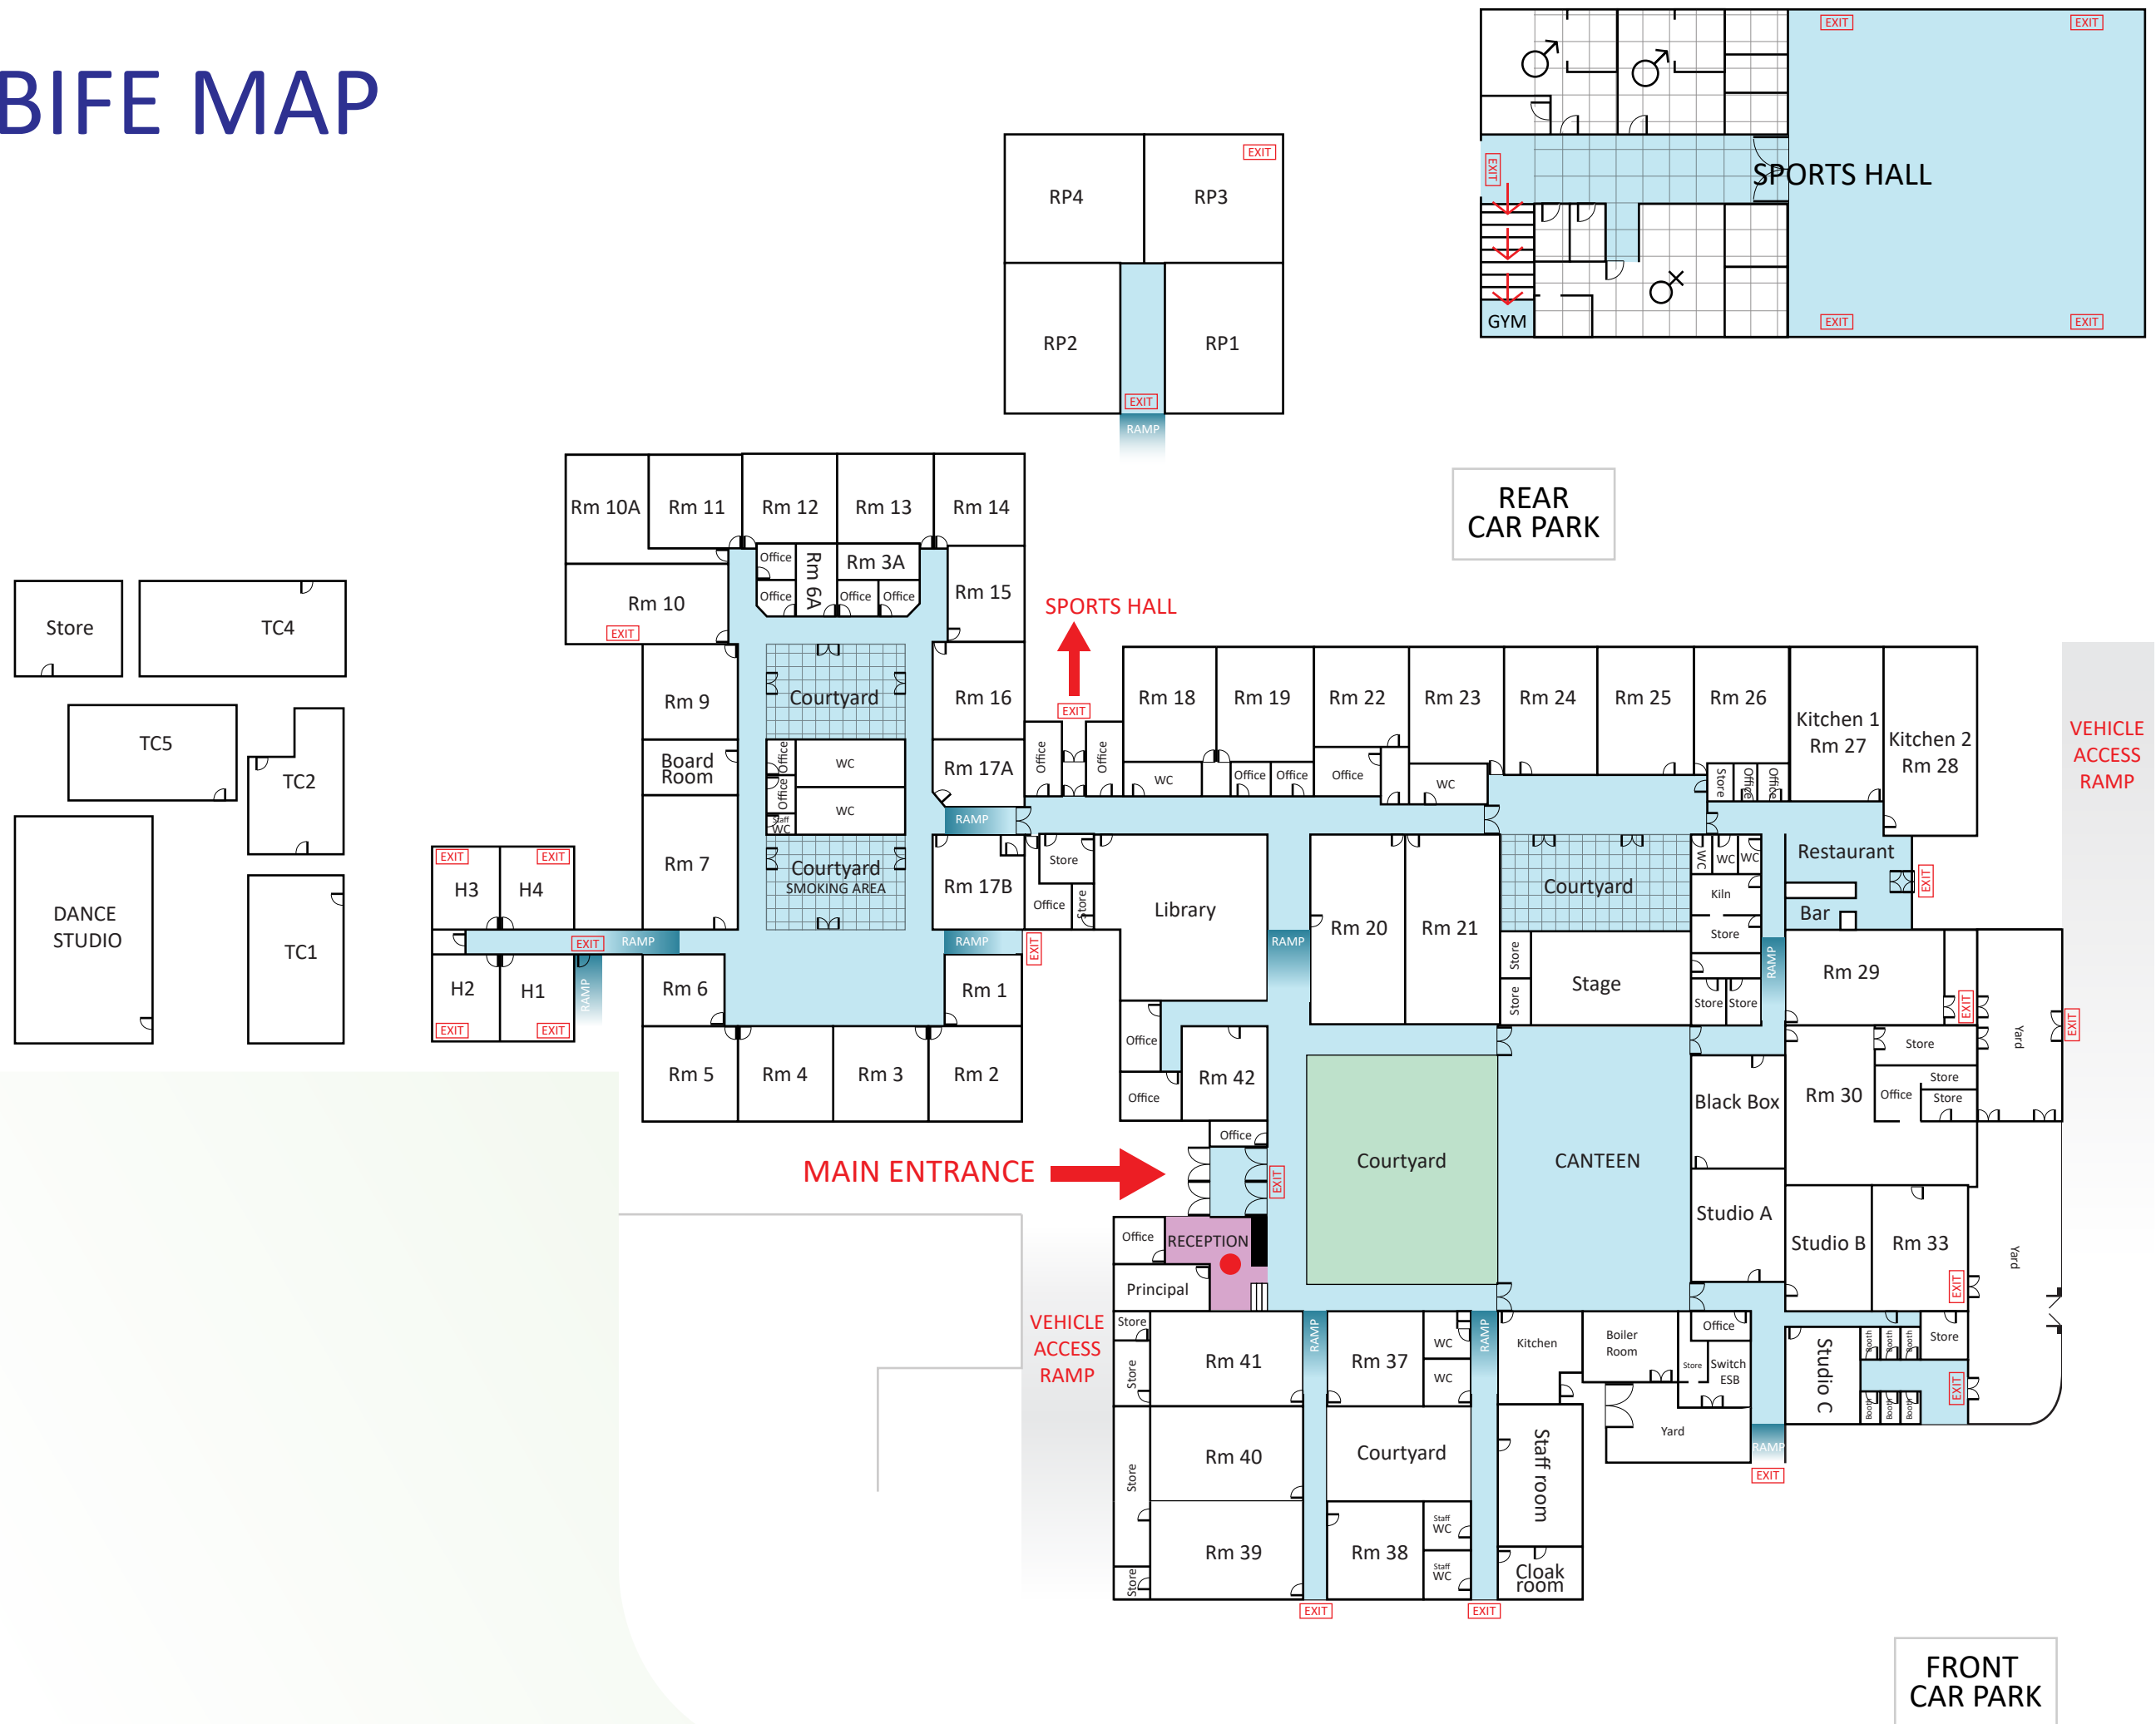 BIFE MAP
EXIT
EXIT
SPORTS HALL
EXIT
GYM
EXIT
EXIT
RP4
RP3
EXIT
RP2
RP1
EXIT
RAMP
REAR
CAR PARK
Rm 10A
Rm 11
Rm 12
Rm 13
Rm 14
Office
Rm 6A
Rm 3A
Office
Office
Office
Rm 15
Rm 10
EXIT
Store
TC4
TC5
TC2
DANCE
STUDIO
TC1
SPORTS HALL
EXIT
Rm 9
Courtyard
Rm 16
Board
Room
Office
WC
Office
WC
Staff
WC
Rm 17A
RAMP
Office
Office
Rm 7
Courtyard
SMOKING AREA
Rm 17B
EXIT
EXIT
H3
H4
EXIT
RAMP
RAMP
H2
H1
EXIT
EXIT
RAMP
EXIT
Rm 6
Rm 1
Rm 5
Rm 4
Rm 3
Rm 2
Rm 18
Rm 19
Rm 22
Rm 23
Rm 24
Rm 25
Rm 26
Kitchen 1
Rm 27
Kitchen 2
Rm 28
WC
Office
Office
Office
WC
Store
Office
Office
VEHICLE
ACCESS
RAMP
Store
Office
Store
Library
RAMP
Rm 20
Rm 21
Courtyard
WC
WC
WC
Kiln
Store
Store
Store
Store
Store
Stage
Restaurant
EXIT
Bar
RAMP
Rm 29
EXIT
Yard
EXIT
Office
Office
Rm 42
Office
Black Box
Rm 30
Store
Store
Office
Store
MAIN ENTRANCE
EXIT
Courtyard
CANTEEN
Studio A
Studio B
Rm 33
EXIT
Yard
Office
RECEPTION
Principal
VEHICLE
ACCESS
RAMP
Store
Store
Rm 41
RAMP
Rm 37
WC
WC
RAMP
Kitchen
Boiler
Room
Office
Store
Switch
ESB
Yard
RAMP
EXIT
Studio C
Booth
Booth
Booth
Store
EXIT
Booth
Booth
Booth
Store
Rm 40
Courtyard
Staff room
Store
Rm 39
Rm 38
Staff
WC
Staff
WC
Cloak
room
EXIT
EXIT
FRONT
CAR PARK